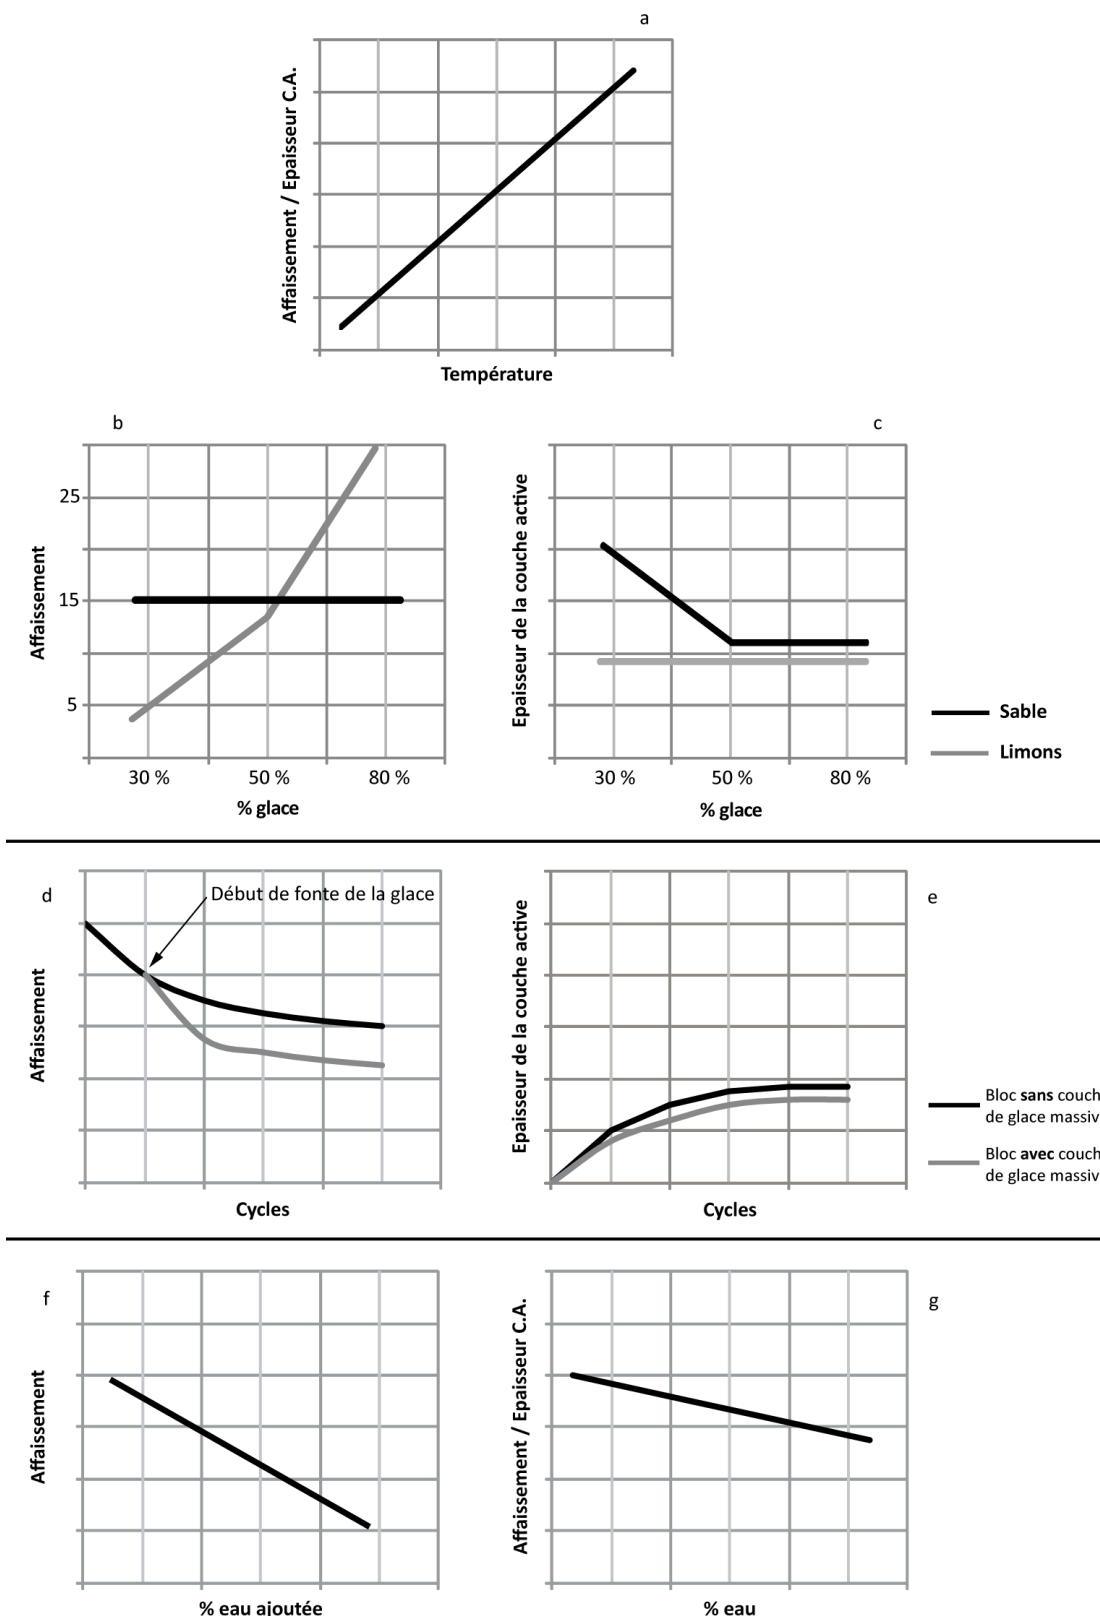 a
Affaissement / Epaisseur C.A.
Température
b
Affaissement
25
15
5
30 %
50 %
80 %
% glace
c
Epaisseur de la couche active
30 %
50 %
80 %
% glace
Sable
Limons
d
Début de fonte de la glace
Affaissement
Cycles
e
Epaisseur de la couche active
Cycles
Bloc sans couch
de glace massiv
Bloc avec couch
de glace massiv
f
Affaissement
% eau ajoutée
g
Affaissement / Epaisseur C.A.
% eau